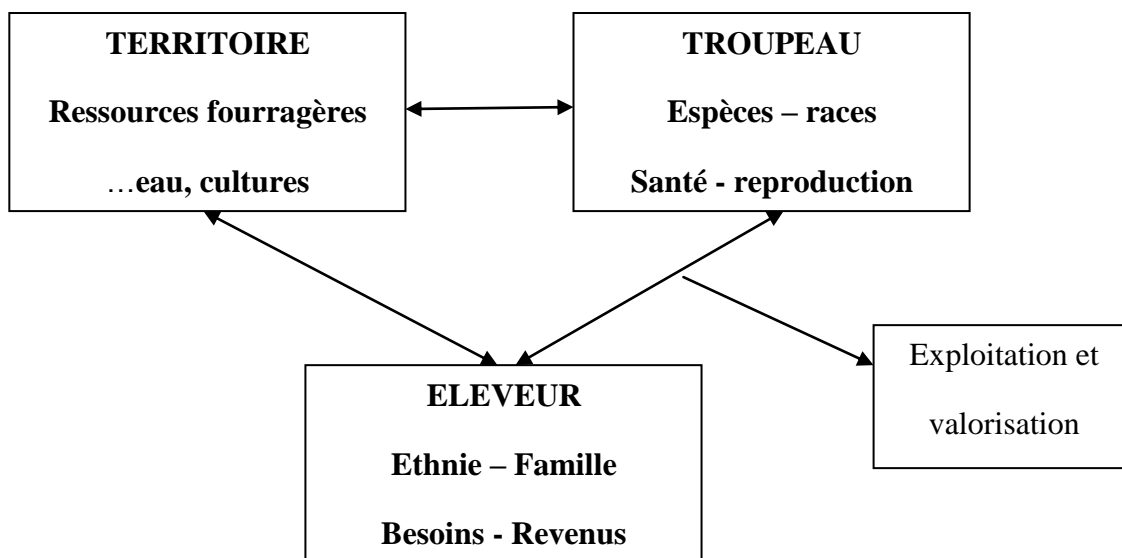 TERRITOIRE
Ressources fourragères
…eau, cultures
TROUPEAU
Espèces – races
Santé - reproduction
ELEVEUR
Ethnie – Famille
Besoins - Revenus
Exploitation et
valorisation